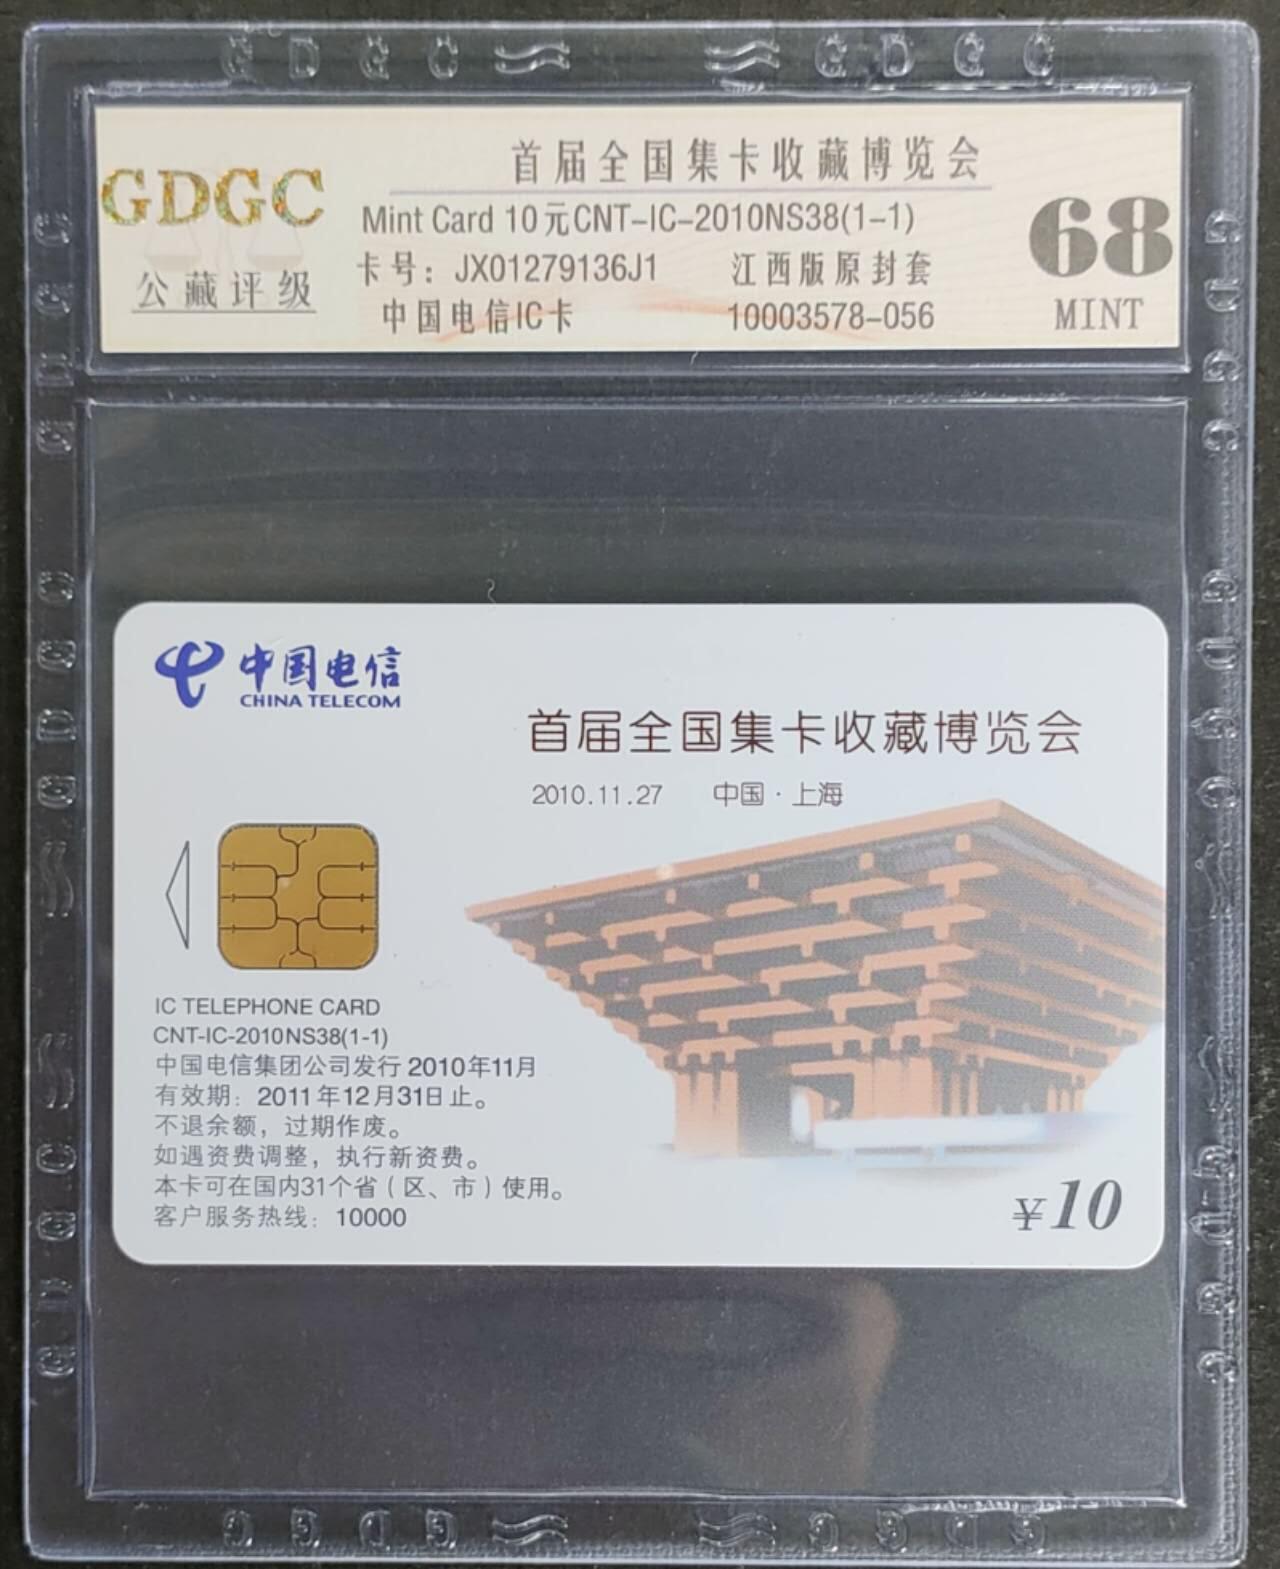 GDGC GDGC
首届全国集卡收藏博览会
GDGC
公藏评级
Mint Card 10元CNT-IC-2010NS38(1-1)
卡号：JX01279136J1 江西版原封套
中国电信IC卡 10003578-056
68
MINT
中国电信
CHINA TELECOM
首届全国集卡收藏博览会
2010.11.27 中国·上海
IC TELEPHONE CARD
CNT-IC-2010NS38(1-1)
中国电信集团公司发行 2010年11月
有效期：2011年12月31日止。
不退余额，过期作废。
如遇资费调整，执行新资费。
本卡可在国内31个省（区、市）使用。
客户服务热线：10000
¥10